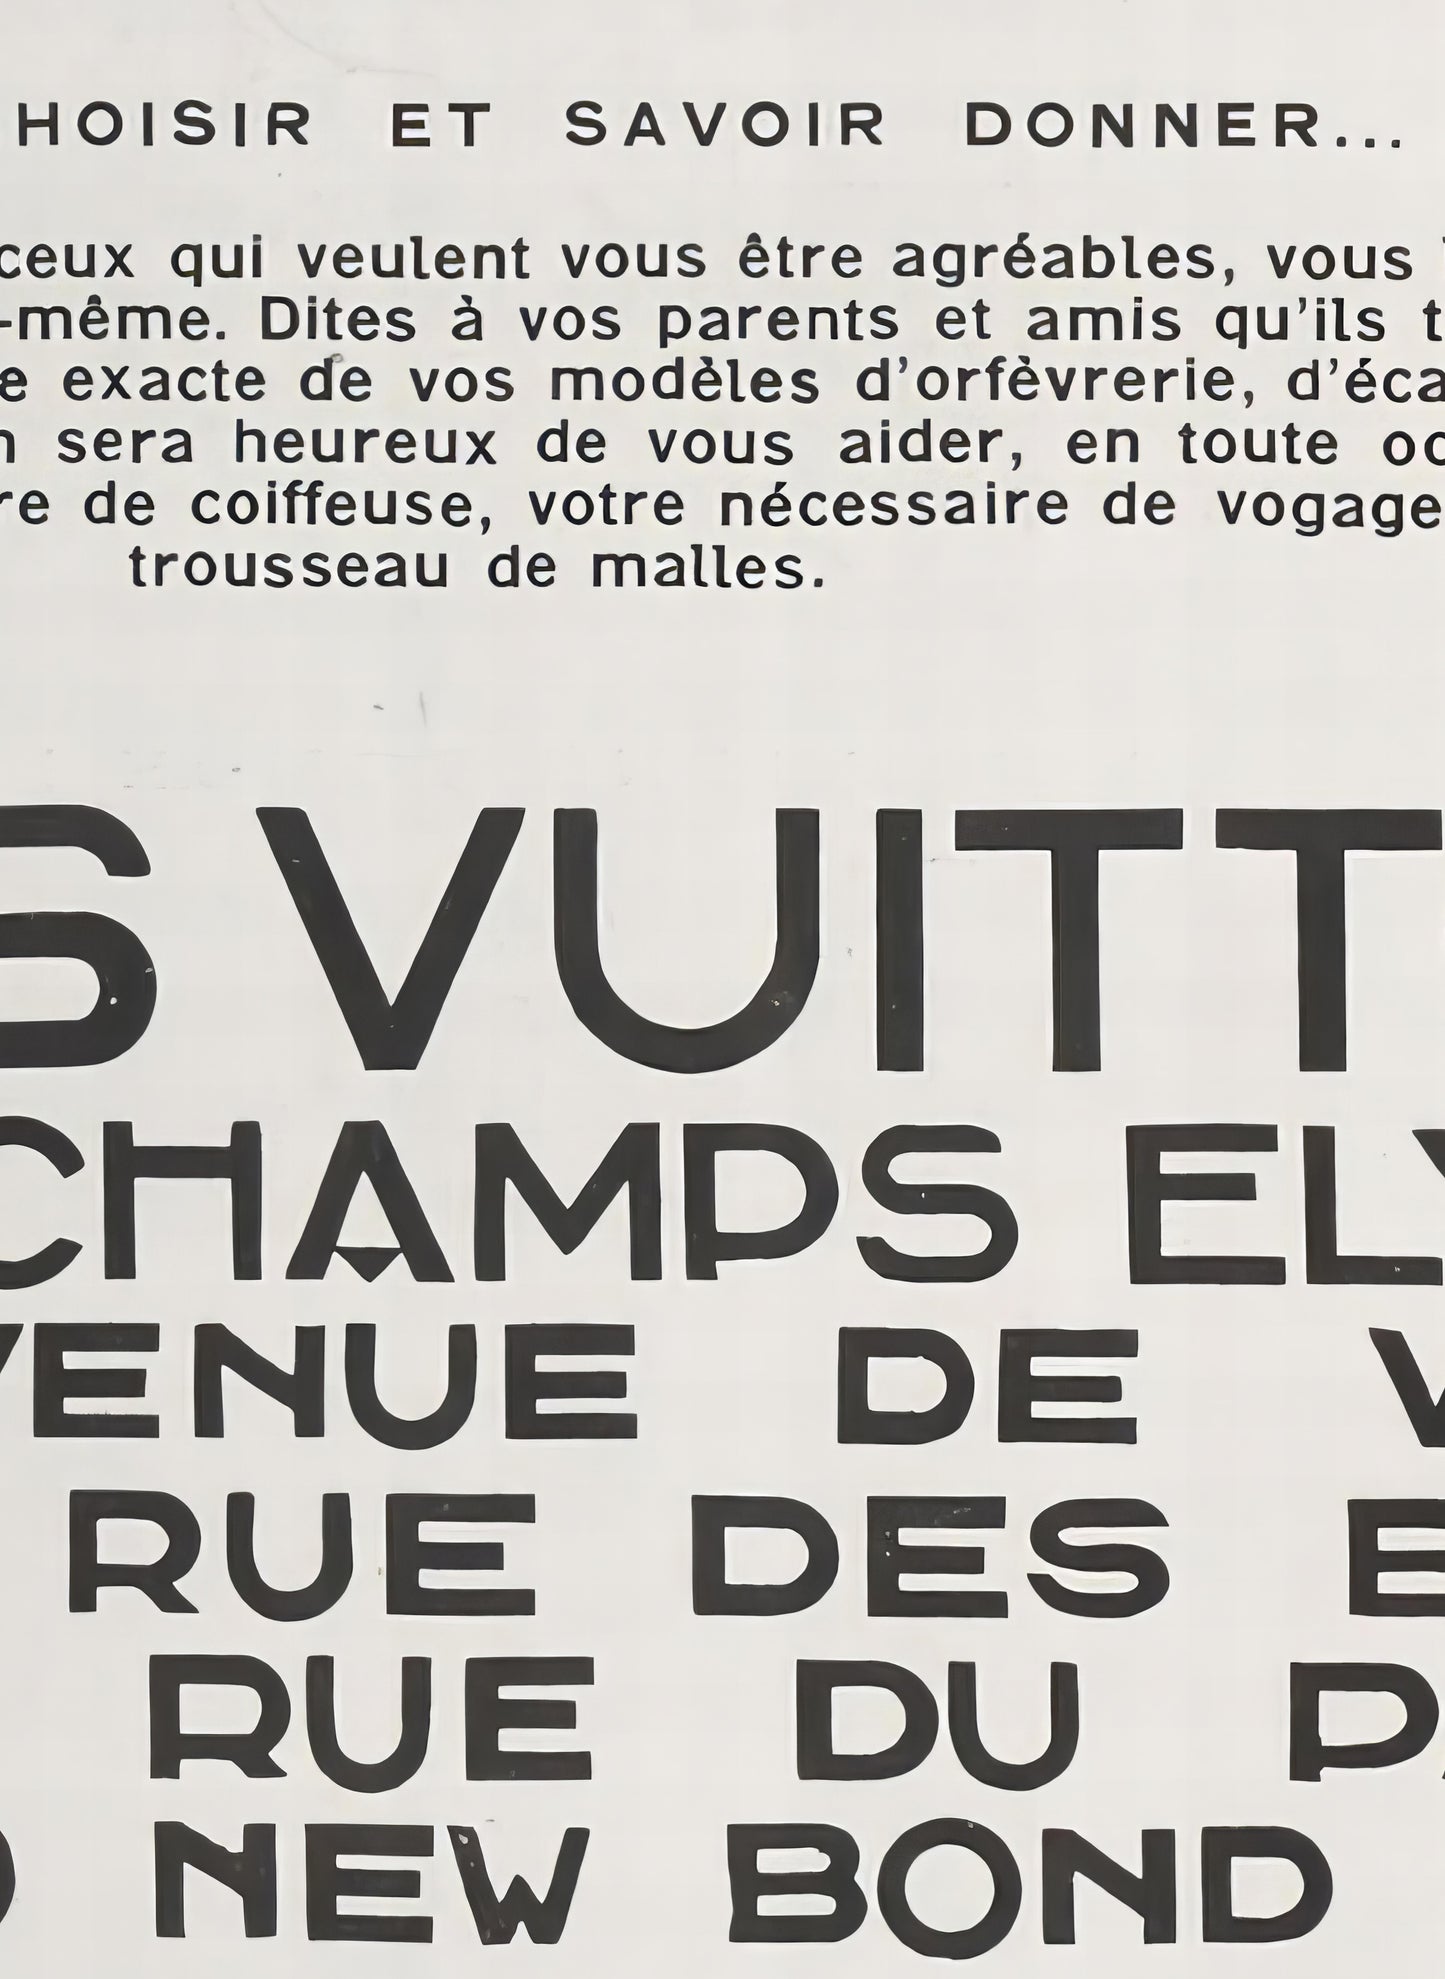 HOISIR ET SAVOIR DONNER...
ceux qui veulent vous être agréables, vous
-même. Dites à vos parents et amis qu'ils t
e exacte de vos modèles d'orfèvrerie, d'éca
n sera heureux de vous aider, en toute oc
re de coiffeuse, votre nécessaire de vogage
trousseau de malles.
S VUITT
CHAMPS ELY
VENUE DE V
RUE DES E
RUE DU PA
NEW BOND